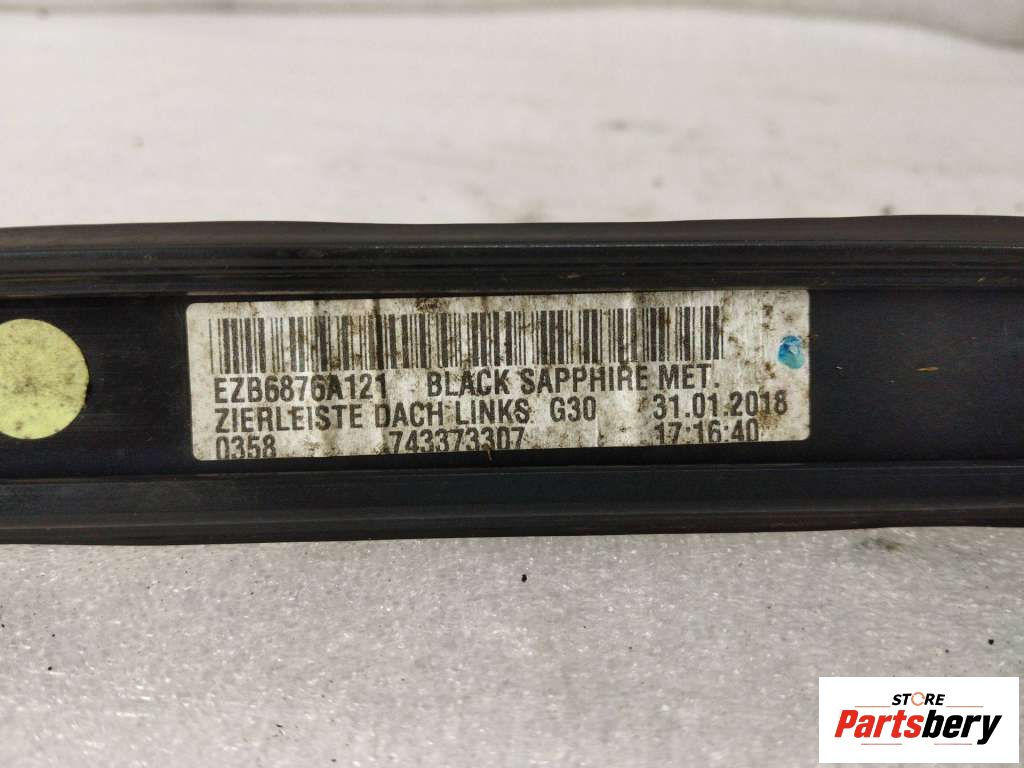 EZB6876A121 BLACK SAPPHIRE MET.
ZIERLEISTE DACH LINKS G30 31.01.2018
0358 743373307 17:16:40
STORE
Partsbery